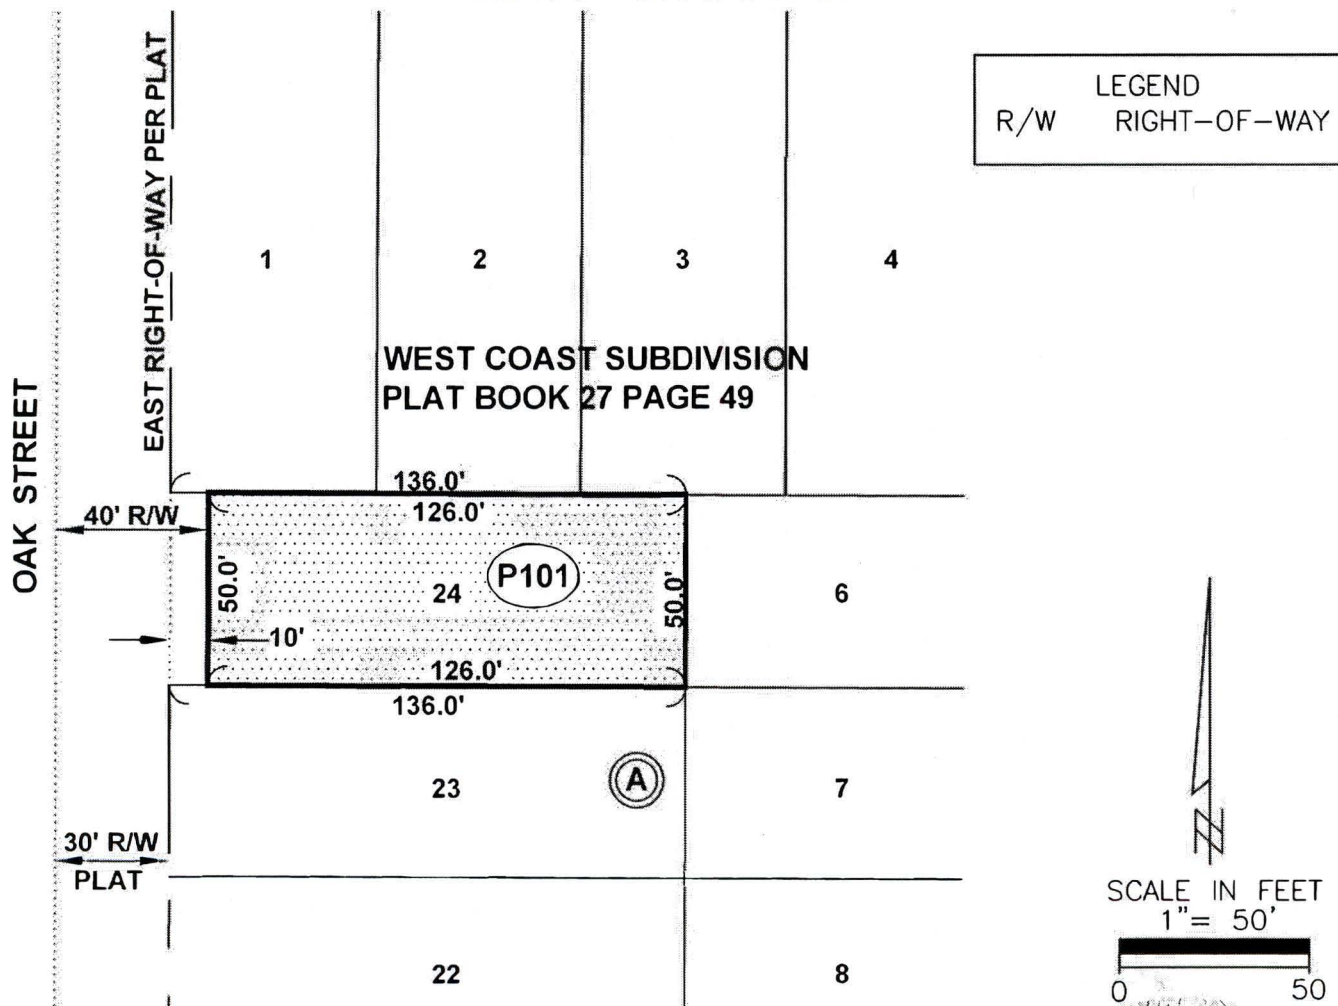 LEGEND
R/W RIGHT-OF-WAY
EAST RIGHT-OF-WAY PER PLAT
OAK STREET
1
2
3
4
WEST COAST SUBDIVISION
PLAT BOOK 27 PAGE 49
136.0'
126.0'
40' R/W
50.0'
24
P101
50.0'
6
10'
126.0'
136.0'
23
A
7
30' R/W
PLAT
22
8
N
SCALE IN FEET
1"= 50'
0 50